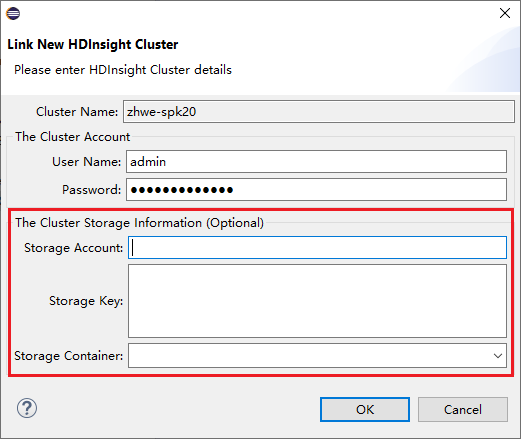 Link New HDInsight Cluster
Please enter HDInsight Cluster details
Cluster Name: zhwe-spk20
The Cluster Account
User Name: admin
Password: ●●●●●●●●●●●●●
The Cluster Storage Information (Optional)
Storage Account:
Storage Key:
Storage Container:
? OK Cancel